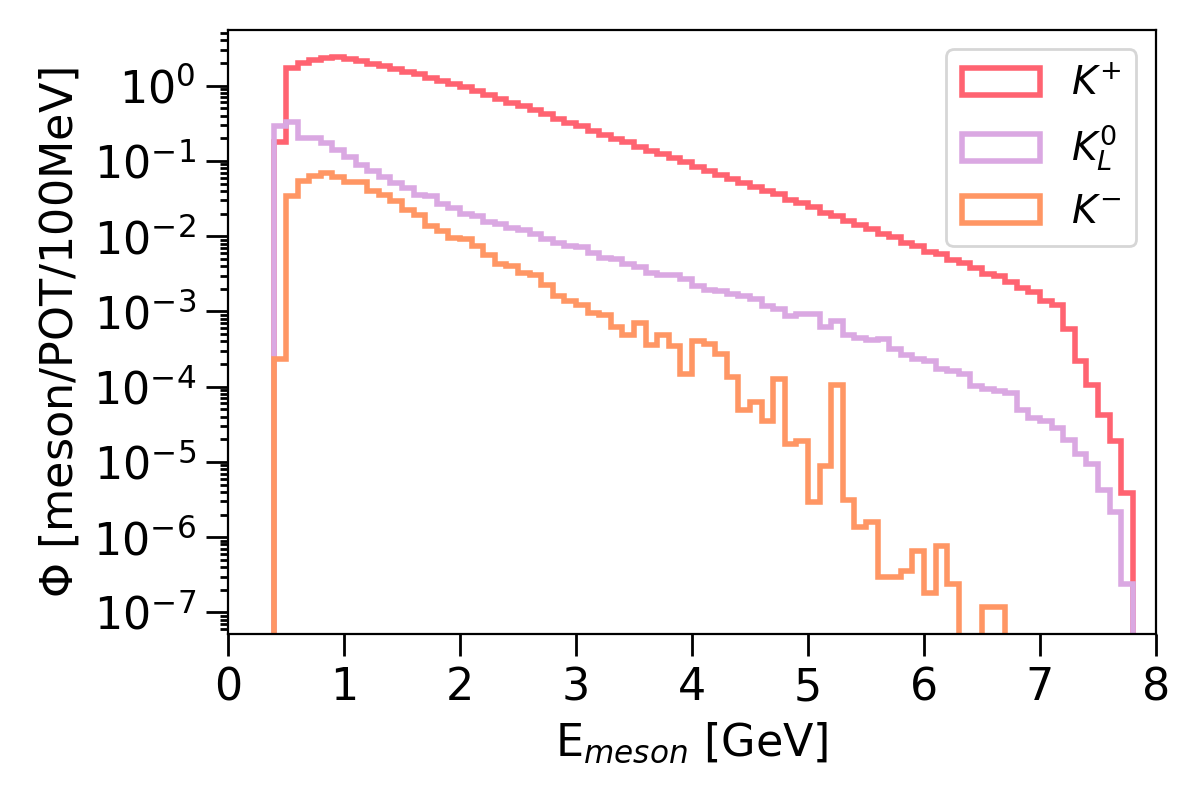 Φ [meson/POT/100MeV]
10⁰
10⁻¹
10⁻²
10⁻³
10⁻⁴
10⁻⁵
10⁻⁶
10⁻⁷
K⁺
K⁰_L
K⁻
0 1 2 3 4 5 6 7 8
E_meson [GeV]